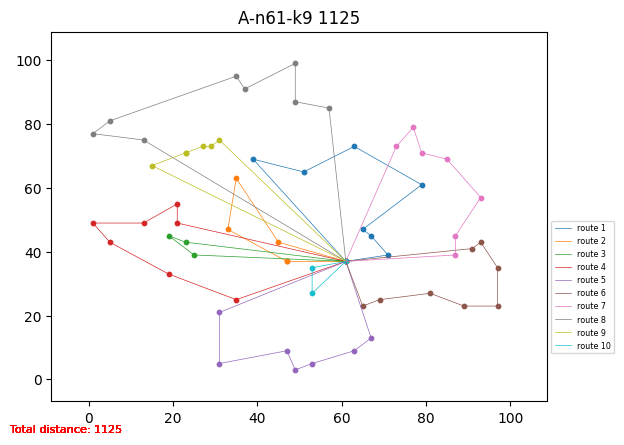 A-n61-k9 1125
100
80
60
40
20
0
0 20 40 60 80 100
route 1
route 2
route 3
route 4
route 5
route 6
route 7
route 8
route 9
route 10
Total distance: 1125